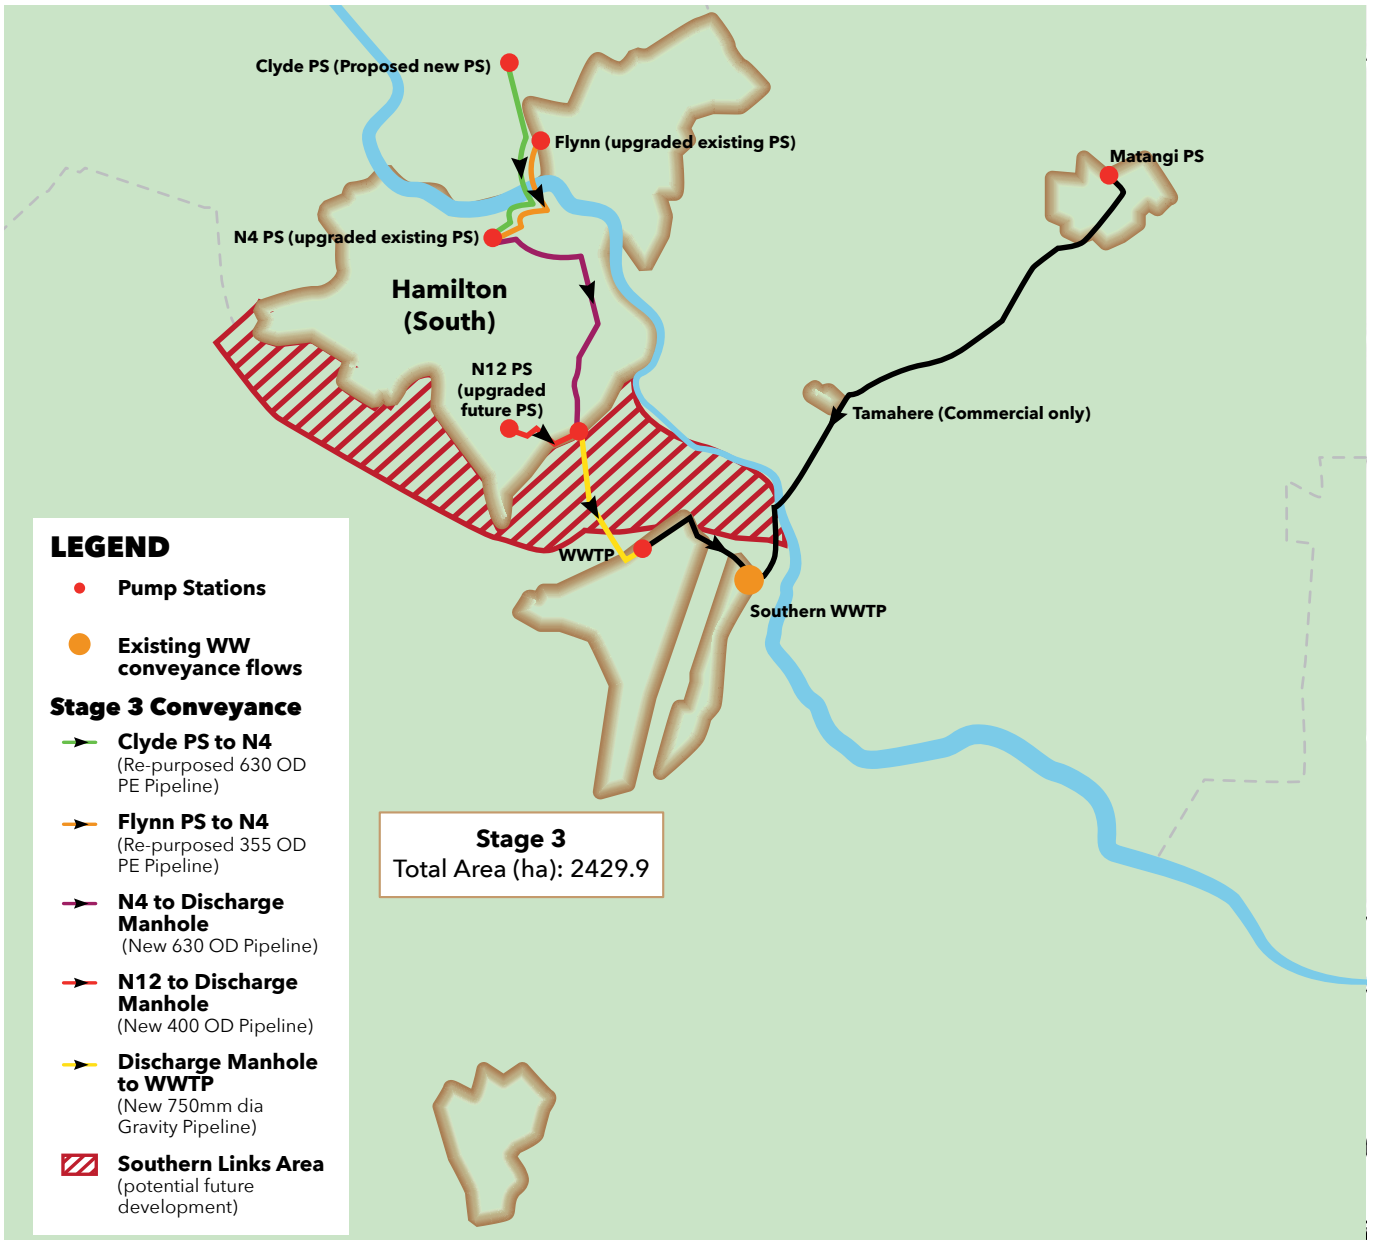 Clyde PS (Proposed new PS)
Flynn (upgraded existing PS)
Matangi PS
N4 PS (upgraded existing PS)
Hamilton
(South)
N12 PS
(upgraded
future PS)
Tamahere (Commercial only)
WWTP
Southern WWTP
LEGEND
Pump Stations
Existing WW
conveyance flows
Stage 3 Conveyance
Clyde PS to N4
(Re-purposed 630 OD
PE Pipeline)
Flynn PS to N4
(Re-purposed 355 OD
PE Pipeline)
N4 to Discharge
Manhole
(New 630 OD Pipeline)
N12 to Discharge
Manhole
(New 400 OD Pipeline)
Discharge Manhole
to WWTP
(New 750mm dia
Gravity Pipeline)
Southern Links Area
(potential future
development)
Stage 3
Total Area (ha): 2429.9